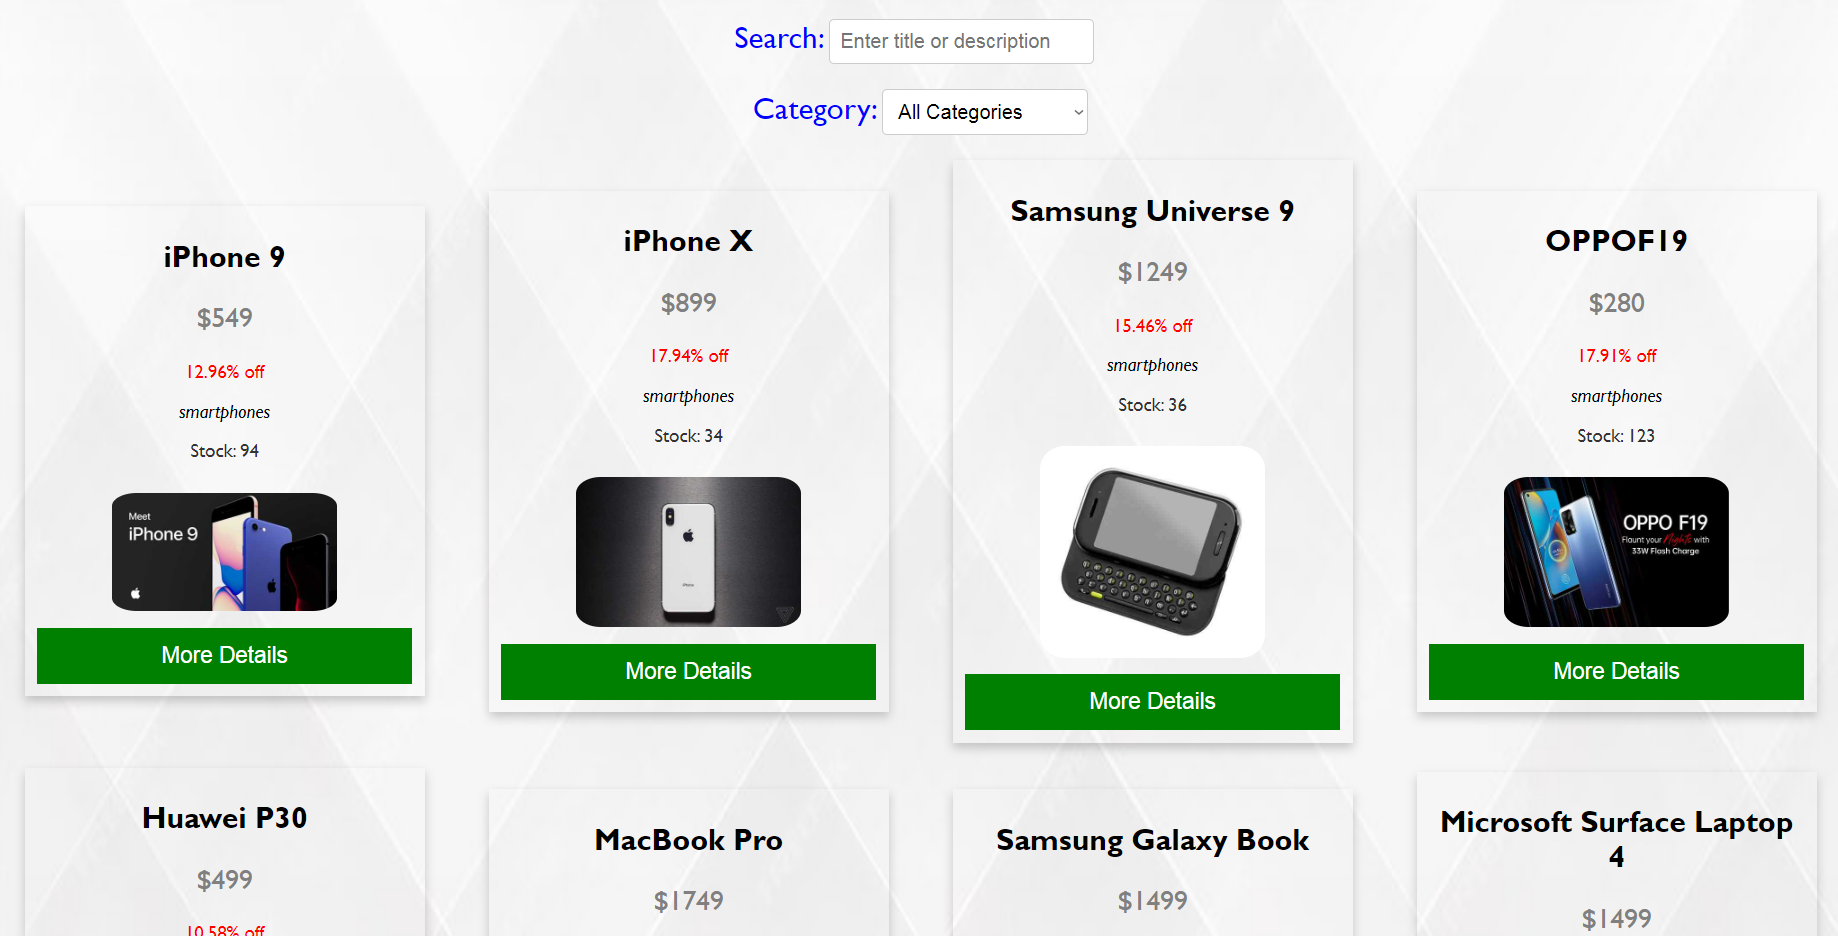 Search: Enter title or description
Category: All Categories
iPhone 9
$549
12.96% off
smartphones
Stock: 94
Meet
iPhone 9
More Details
iPhone X
$899
17.94% off
smartphones
Stock: 34
iPhone
More Details
Samsung Universe 9
$1249
15.46% off
smartphones
Stock: 36
More Details
OPPOF19
$280
17.91% off
smartphones
Stock: 123
OPPO F19
Flaunt your Nights with
33W Flash Charge
More Details
Huawei P30
$499
10.58% off
MacBook Pro
$1749
Samsung Galaxy Book
$1499
Microsoft Surface Laptop
4
$1499